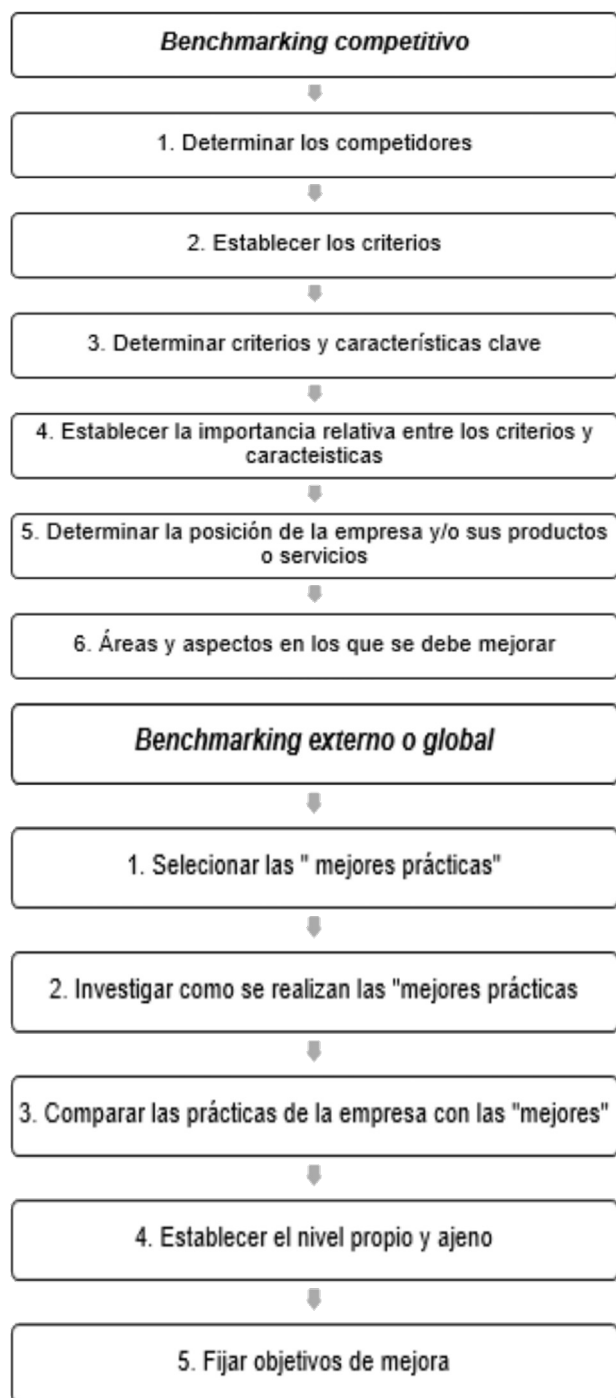 Benchmarking competitivo
1. Determinar los competidores
2. Establecer los criterios
3. Determinar criterios y características clave
4. Establecer la importancia relativa entre los criterios y
caracteisticas
5. Determinar la posición de la empresa y/o sus productos
o servicios
6. Áreas y aspectos en los que se debe mejorar
Benchmarking externo o global
1. Selecionar las " mejores prácticas"
2. Investigar como se realizan las "mejores prácticas
3. Comparar las prácticas de la empresa con las "mejores"
4. Establecer el nivel propio y ajeno
5. Fijar objetivos de mejora